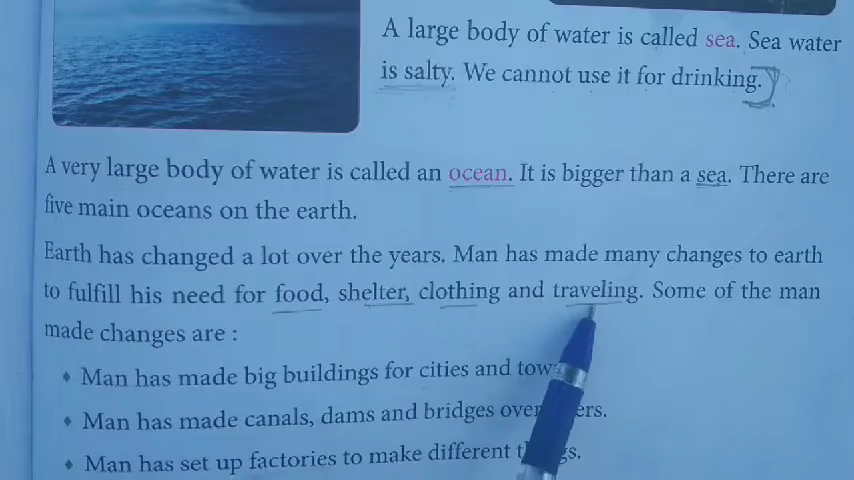 A large body of water is called sea. Sea water
is salty. We cannot use it for drinking.
A very large body of water is called an ocean. It is bigger than a sea. There are
five main oceans on the earth.
Earth has changed a lot over the years. Man has made many changes to earth
to fulfill his need for food, shelter, clothing and traveling. Some of the man
made changes are :
♦ Man has made big buildings for cities and
♦ Man has made canals, dams and bridges over
♦ Man has set up factories to make different